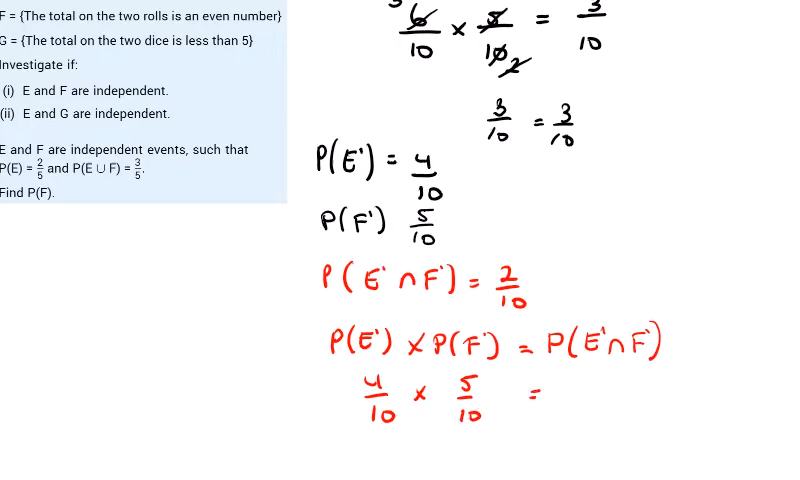 F = {The total on the two rolls is an even number}
G = {The total on the two dice is less than 5}
Investigate if:
(i) E and F are independent.
(ii) E and G are independent.
E and F are independent events, such that
P(E) = 2/5 and P(E ∪ F) = 3/5.
Find P(F).
6/10 × 5/10 = 3/10
3/10 = 3/10
P(E') = 4/10
P(F') 5/10
P(E' ∩ F') = 2/10
P(E') × P(F') = P(E' ∩ F')
4/10 × 5/10 =